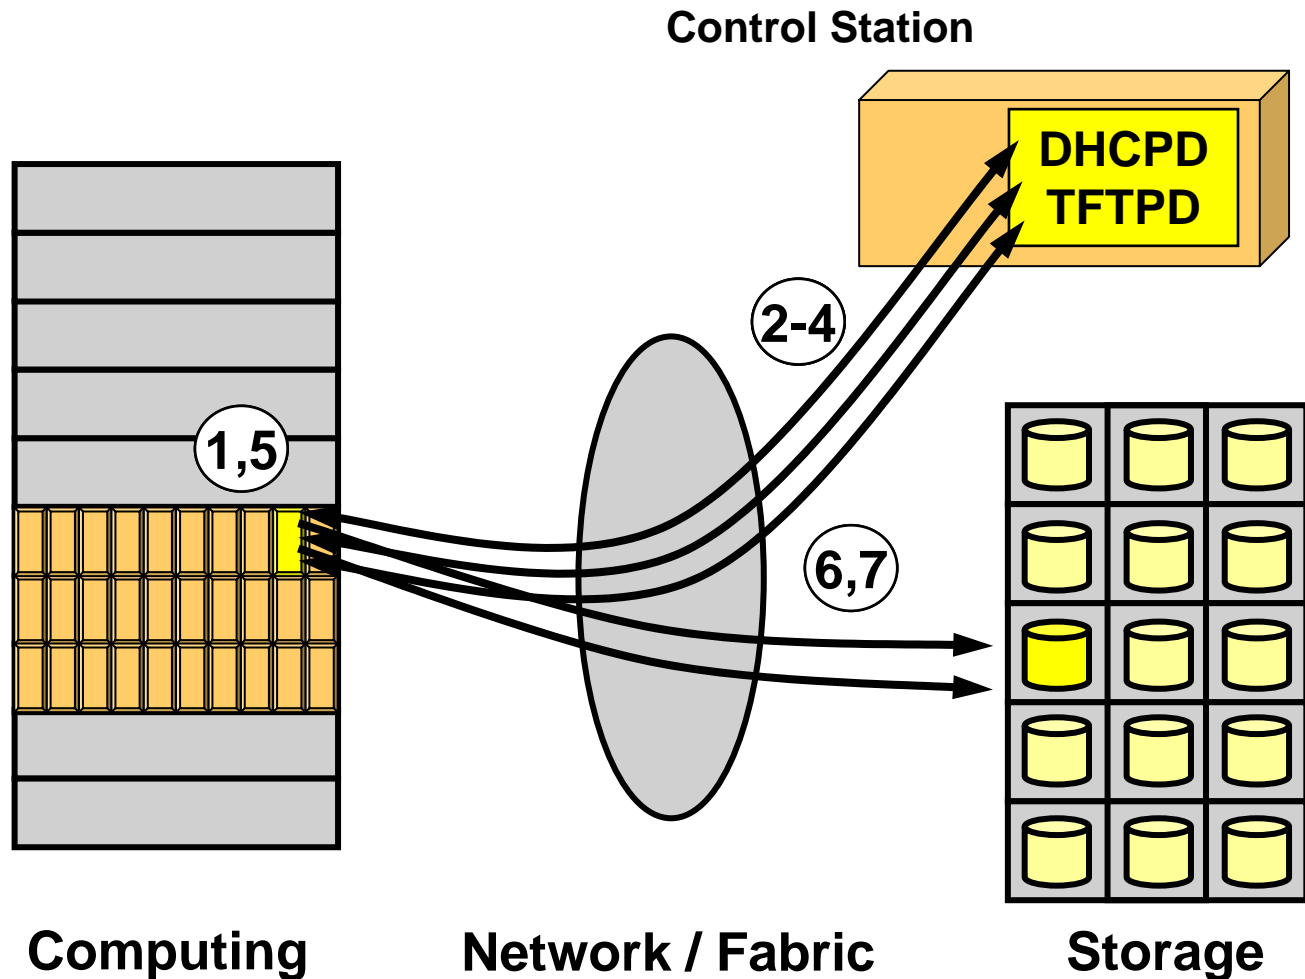 Control Station
DHCPD
TFTPD
2-4
1,5
6,7
Computing
Network / Fabric
Storage